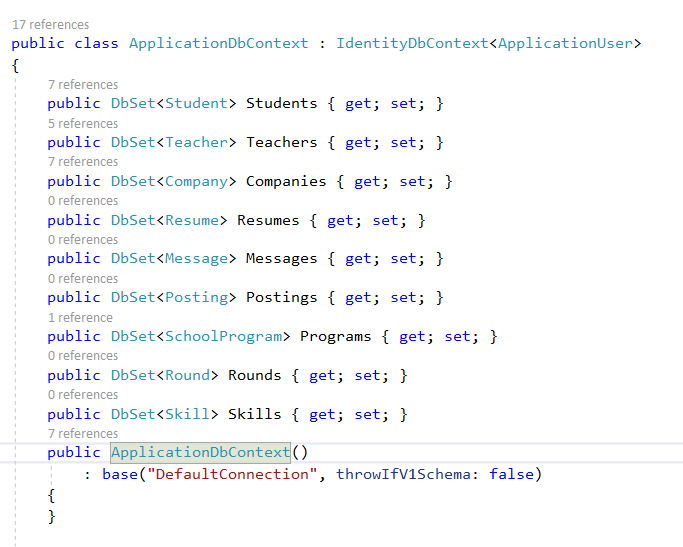 17 references
public class ApplicationDbContext : IdentityDbContext<ApplicationUser>
{
7 references
public DbSet<Student> Students { get; set; }
5 references
public DbSet<Teacher> Teachers { get; set; }
7 references
public DbSet<Company> Companies { get; set; }
0 references
public DbSet<Resume> Resumes { get; set; }
0 references
public DbSet<Message> Messages { get; set; }
0 references
public DbSet<Posting> Postings { get; set; }
1 reference
public DbSet<SchoolProgram> Programs { get; set; }
0 references
public DbSet<Round> Rounds { get; set; }
0 references
public DbSet<Skill> Skills { get; set; }
7 references
public ApplicationDbContext()
: base("DefaultConnection", throwIfV1Schema: false)
{
}